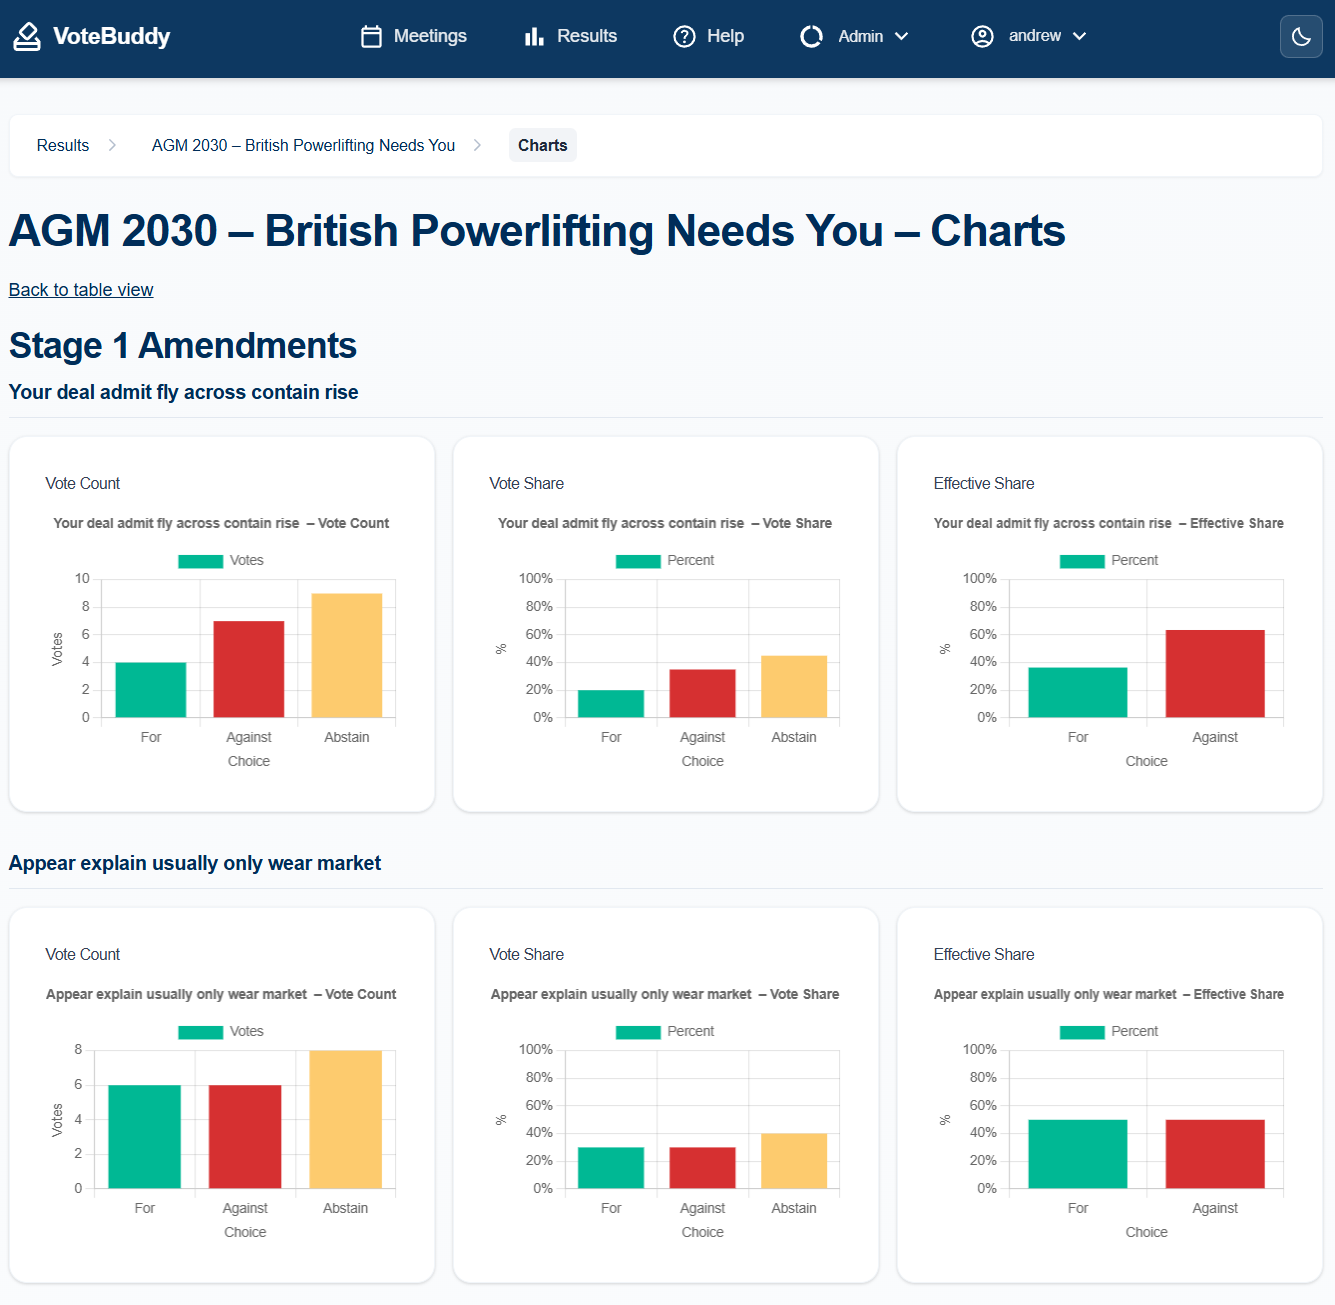 VoteBuddy
Meetings
Results
Help
Admin
andrew
Results
AGM 2030 – British Powerlifting Needs You
Charts
AGM 2030 – British Powerlifting Needs You – Charts
Back to table view
Stage 1 Amendments
Your deal admit fly across contain rise
Vote Count
Your deal admit fly across contain rise – Vote Count
Votes
10
8
6
4
2
0
Votes
For
Against
Abstain
Choice
Vote Share
Your deal admit fly across contain rise – Vote Share
Percent
100%
80%
60%
40%
20%
0%
%
For
Against
Abstain
Choice
Effective Share
Your deal admit fly across contain rise – Effective Share
Percent
100%
80%
60%
40%
20%
0%
%
For
Against
Choice
Appear explain usually only wear market
Vote Count
Appear explain usually only wear market – Vote Count
Votes
8
6
4
2
0
Votes
For
Against
Abstain
Choice
Vote Share
Appear explain usually only wear market – Vote Share
Percent
100%
80%
60%
40%
20%
0%
%
For
Against
Abstain
Choice
Effective Share
Appear explain usually only wear market – Effective Share
Percent
100%
80%
60%
40%
20%
0%
%
For
Against
Choice